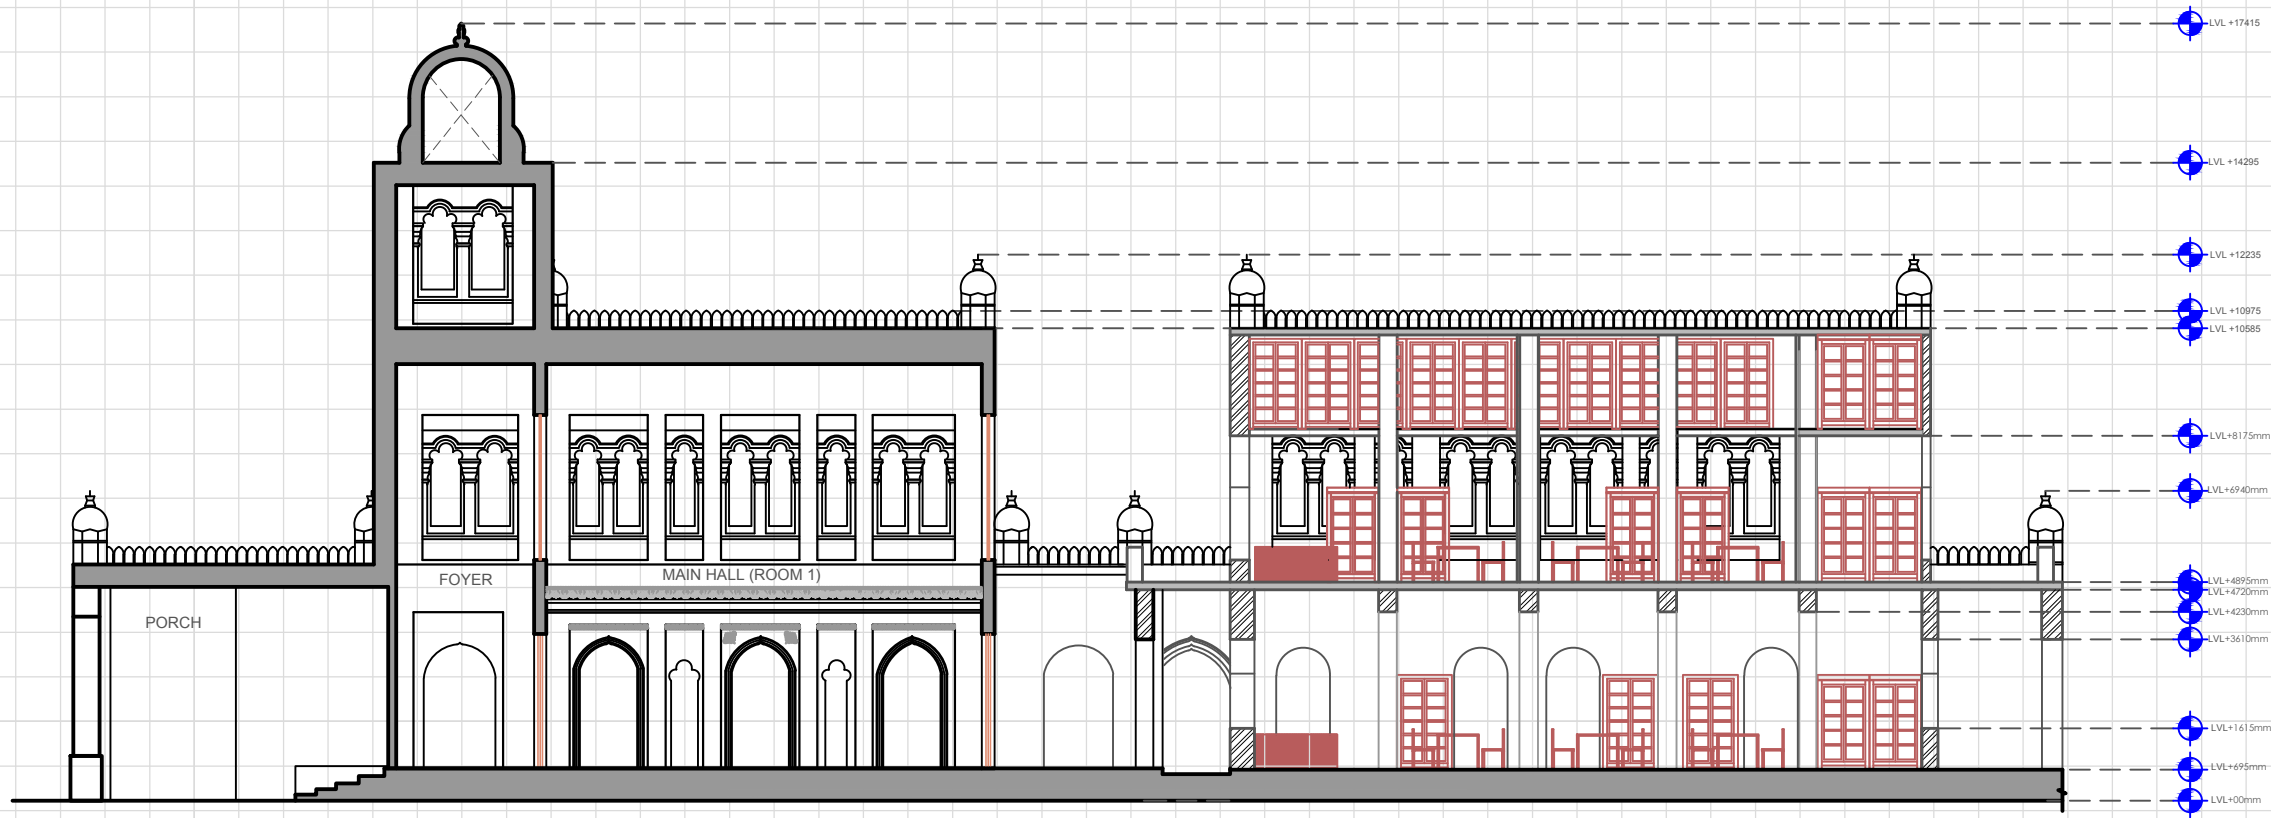 LVL +17415
LVL +14295
LVL +12235
LVL +10975
LVL +10585
LVL+8175mm
LVL+6940mm
FOYER
MAIN HALL (ROOM 1)
LVL+4895mm
LVL+4720mm
LVL+4230mm
PORCH
LVL+3610mm
LVL+1615mm
LVL+695mm
LVL+00mm